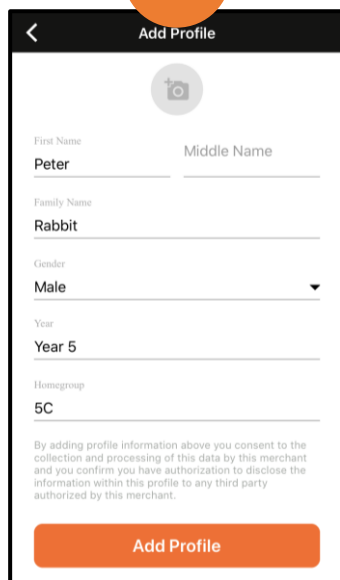 Add Profile
First Name
Middle Name
Peter
Family Name
Rabbit
Gender
Male
Year
Year 5
Homegroup
5C
By adding profile information above you consent to the
collection and processing of this data by this merchant
and you confirm you have authorization to disclose the
information within this profile to any third party
authorized by this merchant.
Add Profile